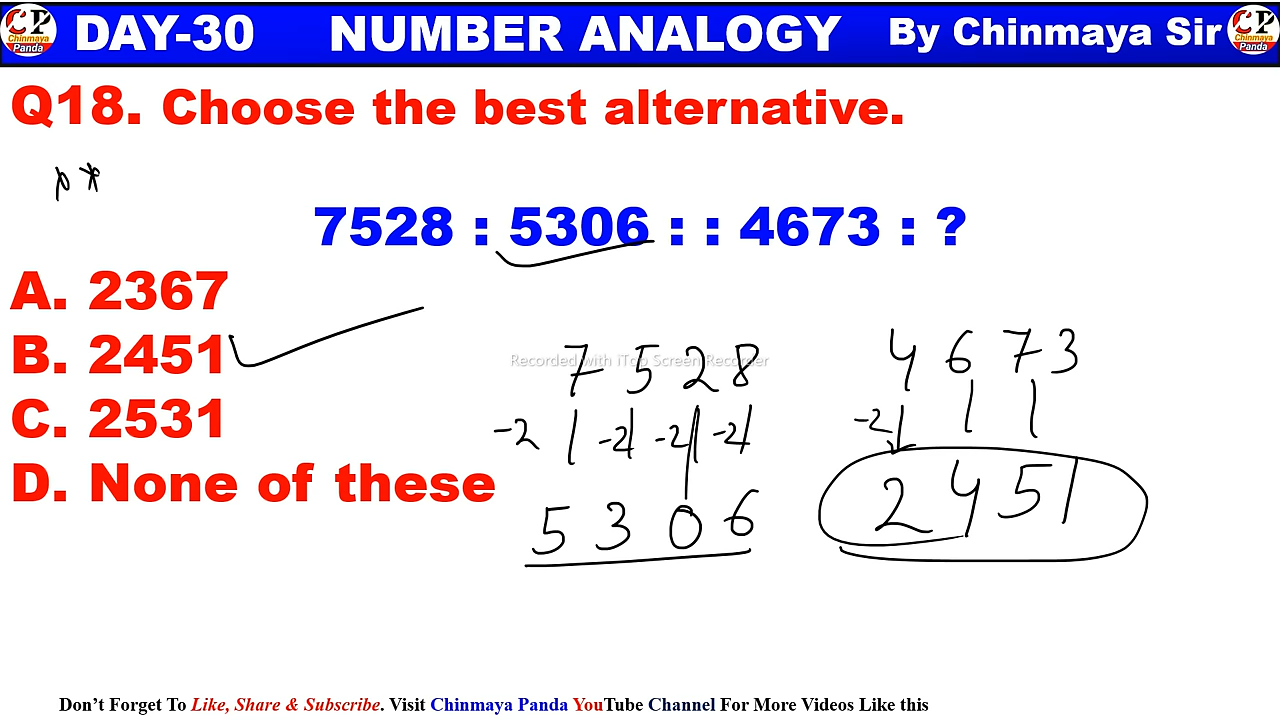 CP Chinmaya Panda DAY-30 NUMBER ANALOGY By Chinmaya Sir CP Chinmaya Panda
Q18. Choose the best alternative.
7528 : 5306 : : 4673 : ?
A. 2367
B. 2451
C. 2531
D. None of these
Recorded with iTop Screen Recorder
7 5 2 8
-2 -2 -2 -2
5 3 0 6
4 6 7 3
-2
2 4 5 1
Don't Forget To Like, Share & Subscribe. Visit Chinmaya Panda YouTube Channel For More Videos Like this